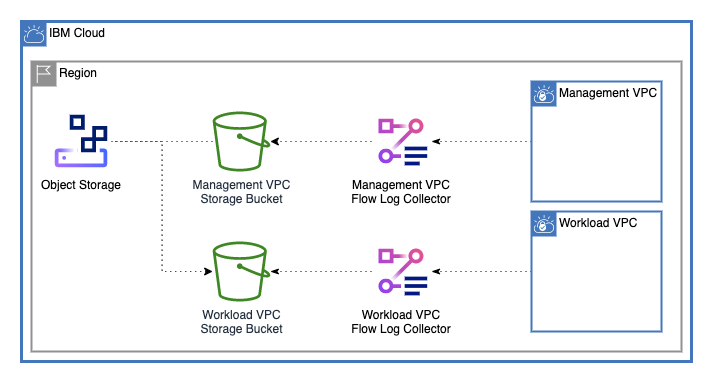 IBM Cloud
Region
Management VPC
Object Storage
Management VPC
Storage Bucket
Management VPC
Flow Log Collector
Workload VPC
Workload VPC
Storage Bucket
Workload VPC
Flow Log Collector